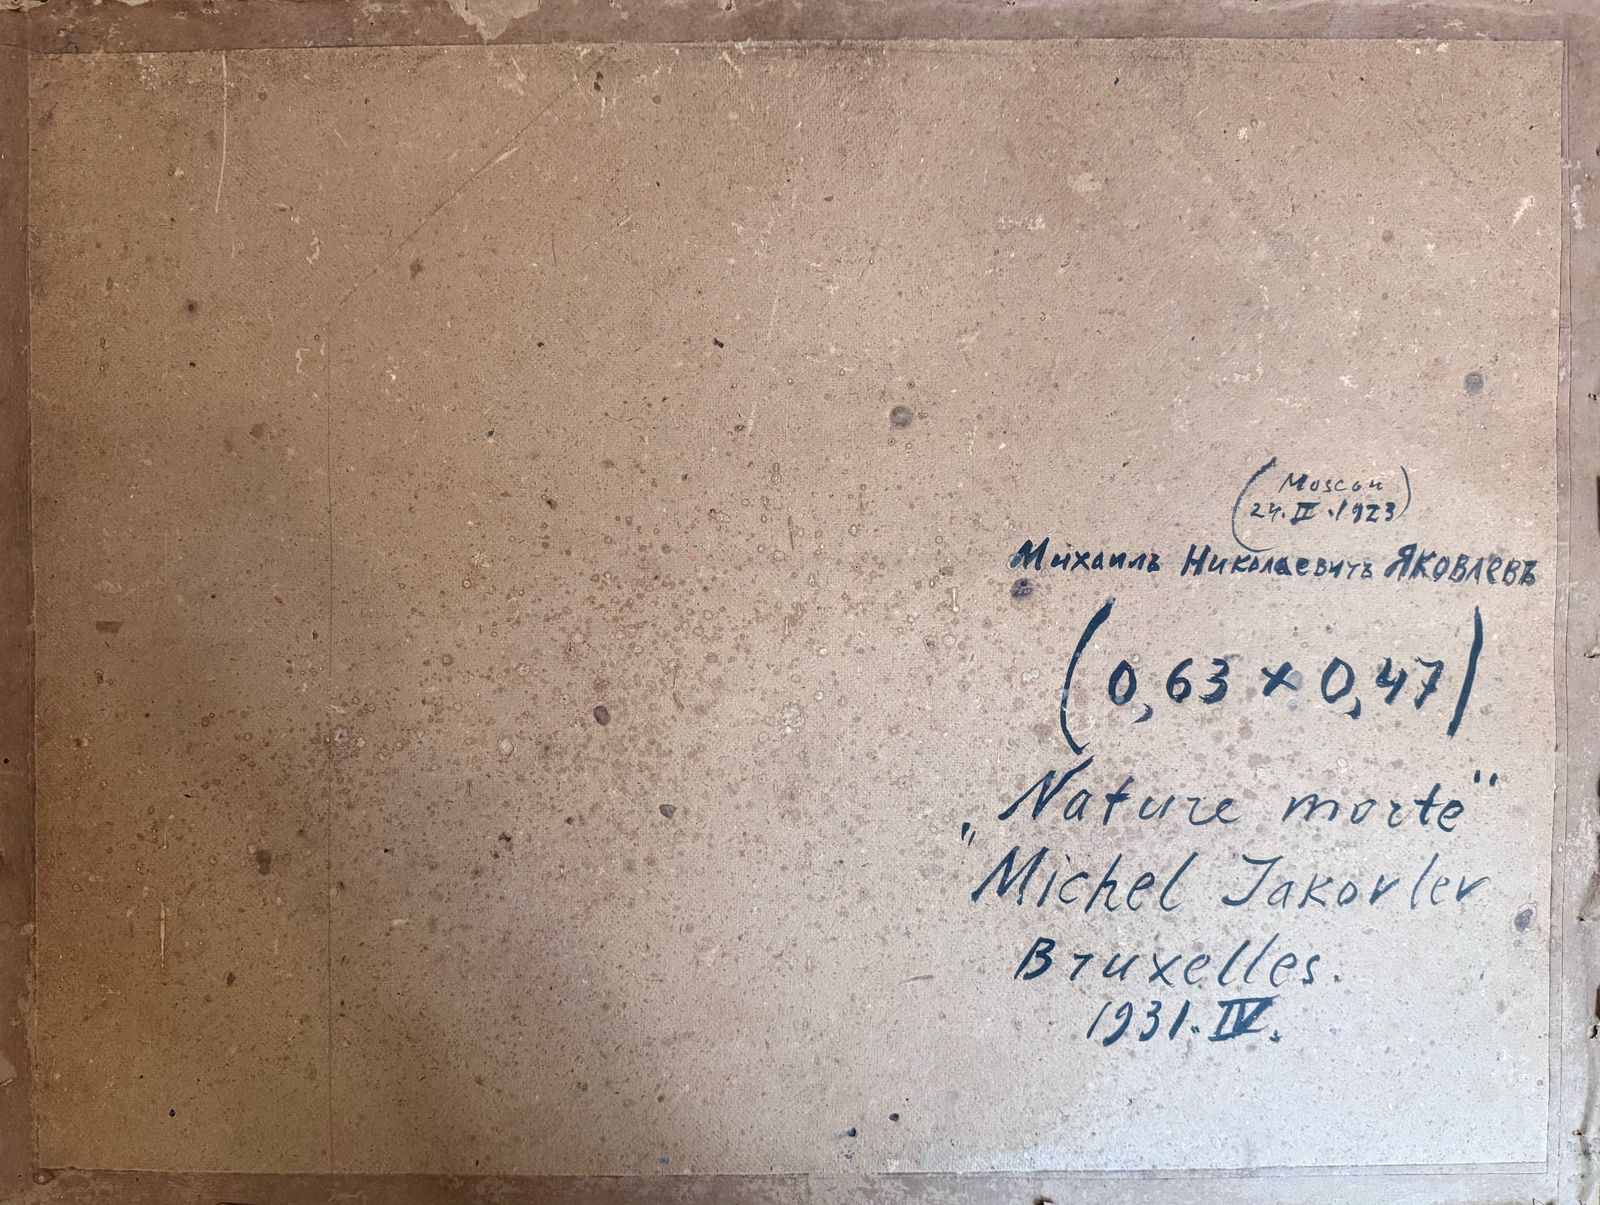 (Moscou
24.II.1923)
Михаилъ Николаевичъ ЯКОВЛЕВЪ
(0,63 x 0,47)
„Nature morte"
Michel Jakovlev
Bruxelles.
1931.IV.